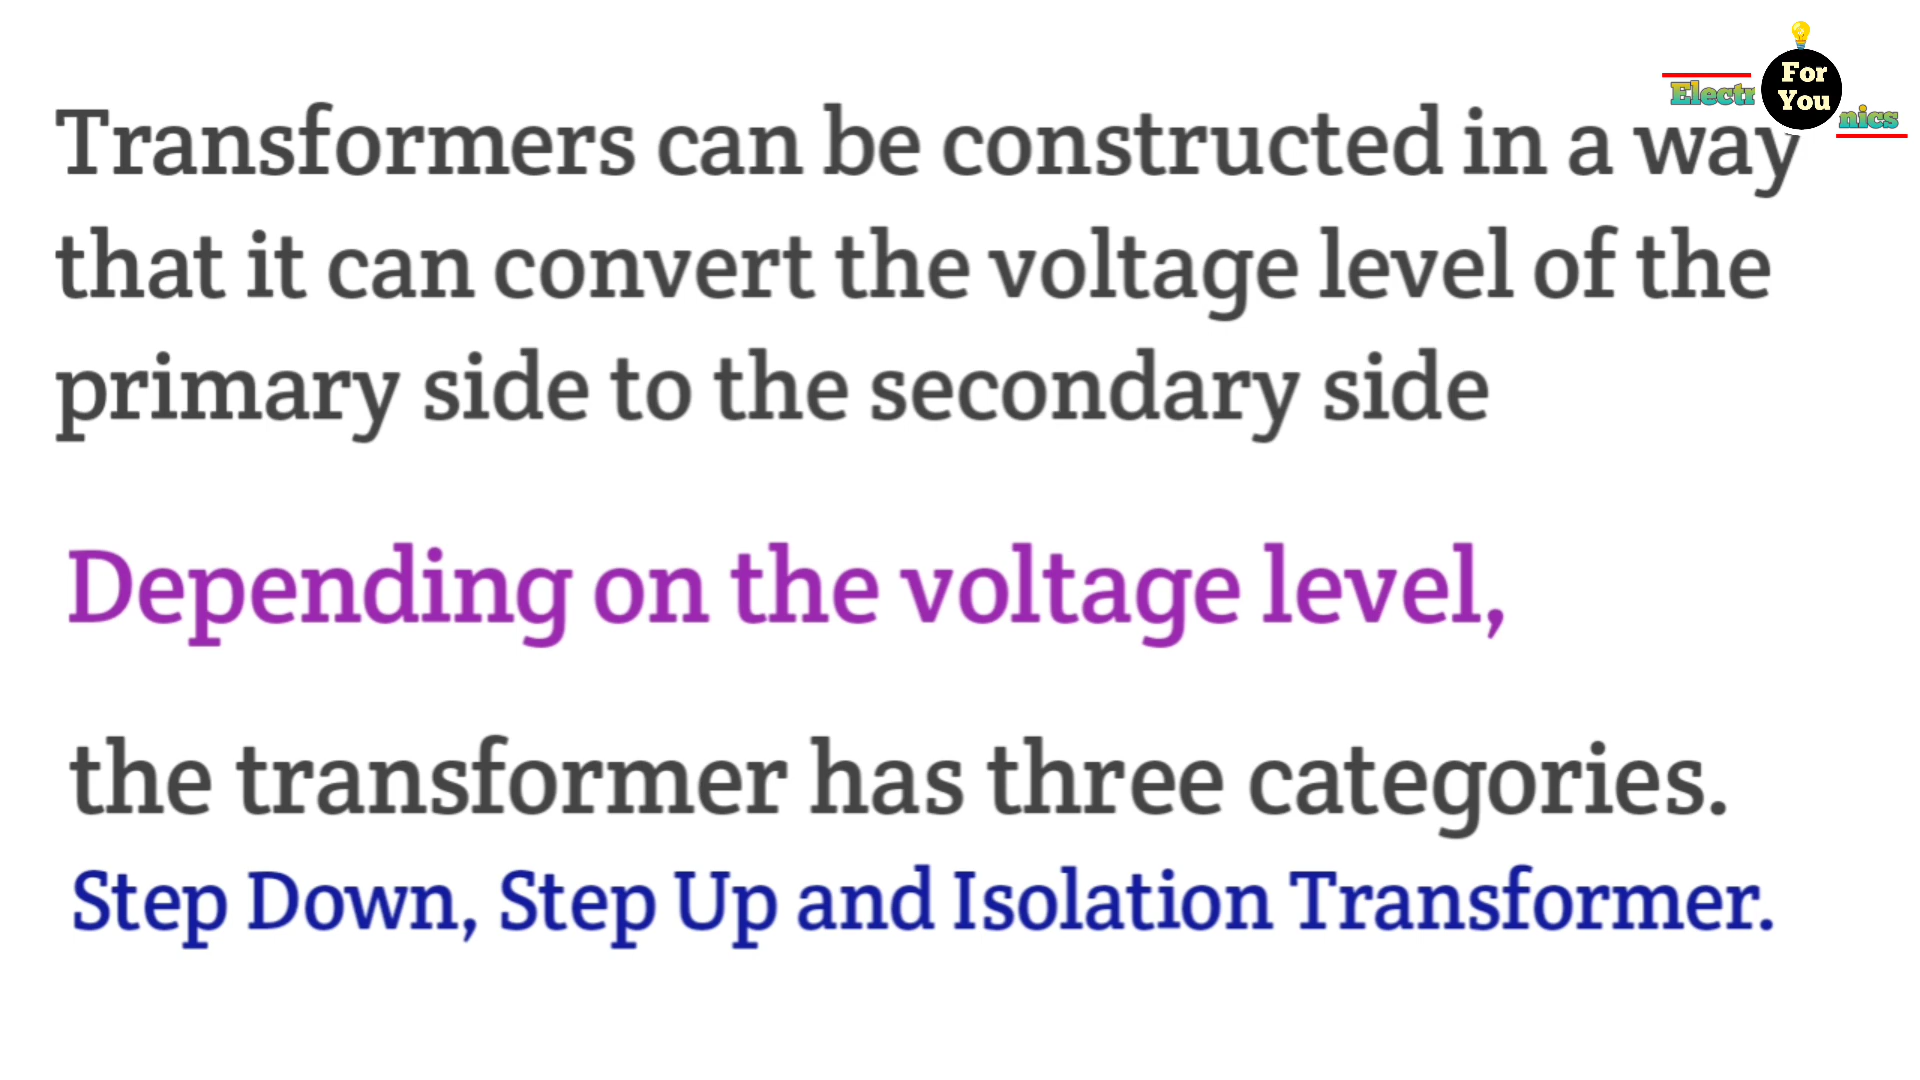 For
You
Electr
nics
Transformers can be constructed in a way
that it can convert the voltage level of the
primary side to the secondary side
Depending on the voltage level,
the transformer has three categories.
Step Down, Step Up and Isolation Transformer.